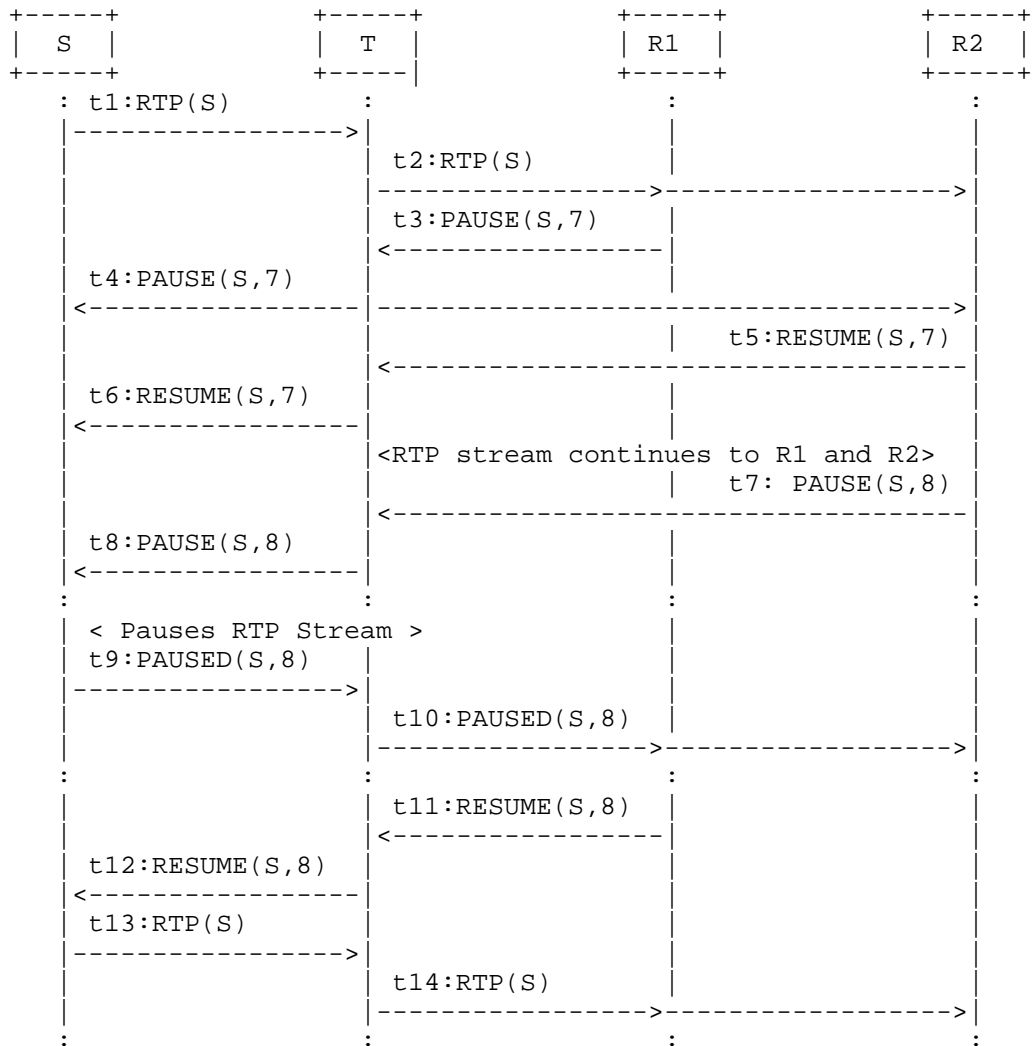 S T R1 R2
t1:RTP(S)
t2:RTP(S)
t3:PAUSE(S,7)
t4:PAUSE(S,7)
t5:RESUME(S,7)
t6:RESUME(S,7)
<RTP stream continues to R1 and R2>
t7: PAUSE(S,8)
t8:PAUSE(S,8)
< Pauses RTP Stream >
t9:PAUSED(S,8)
t10:PAUSED(S,8)
t11:RESUME(S,8)
t12:RESUME(S,8)
t13:RTP(S)
t14:RTP(S)